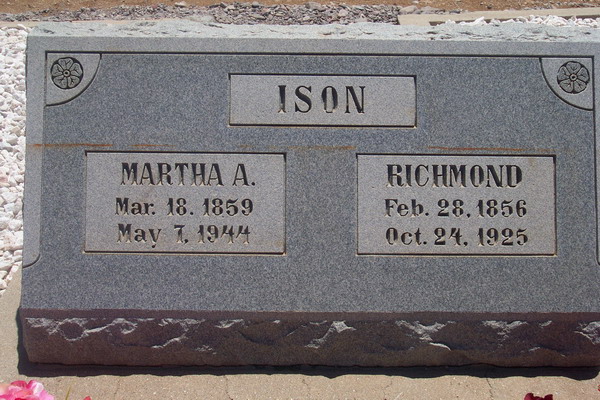 ISON
MARTHA A.
Mar. 18. 1859
May 7, 1944
RICHMOND
Feb. 28, 1856
Oct. 24, 1925